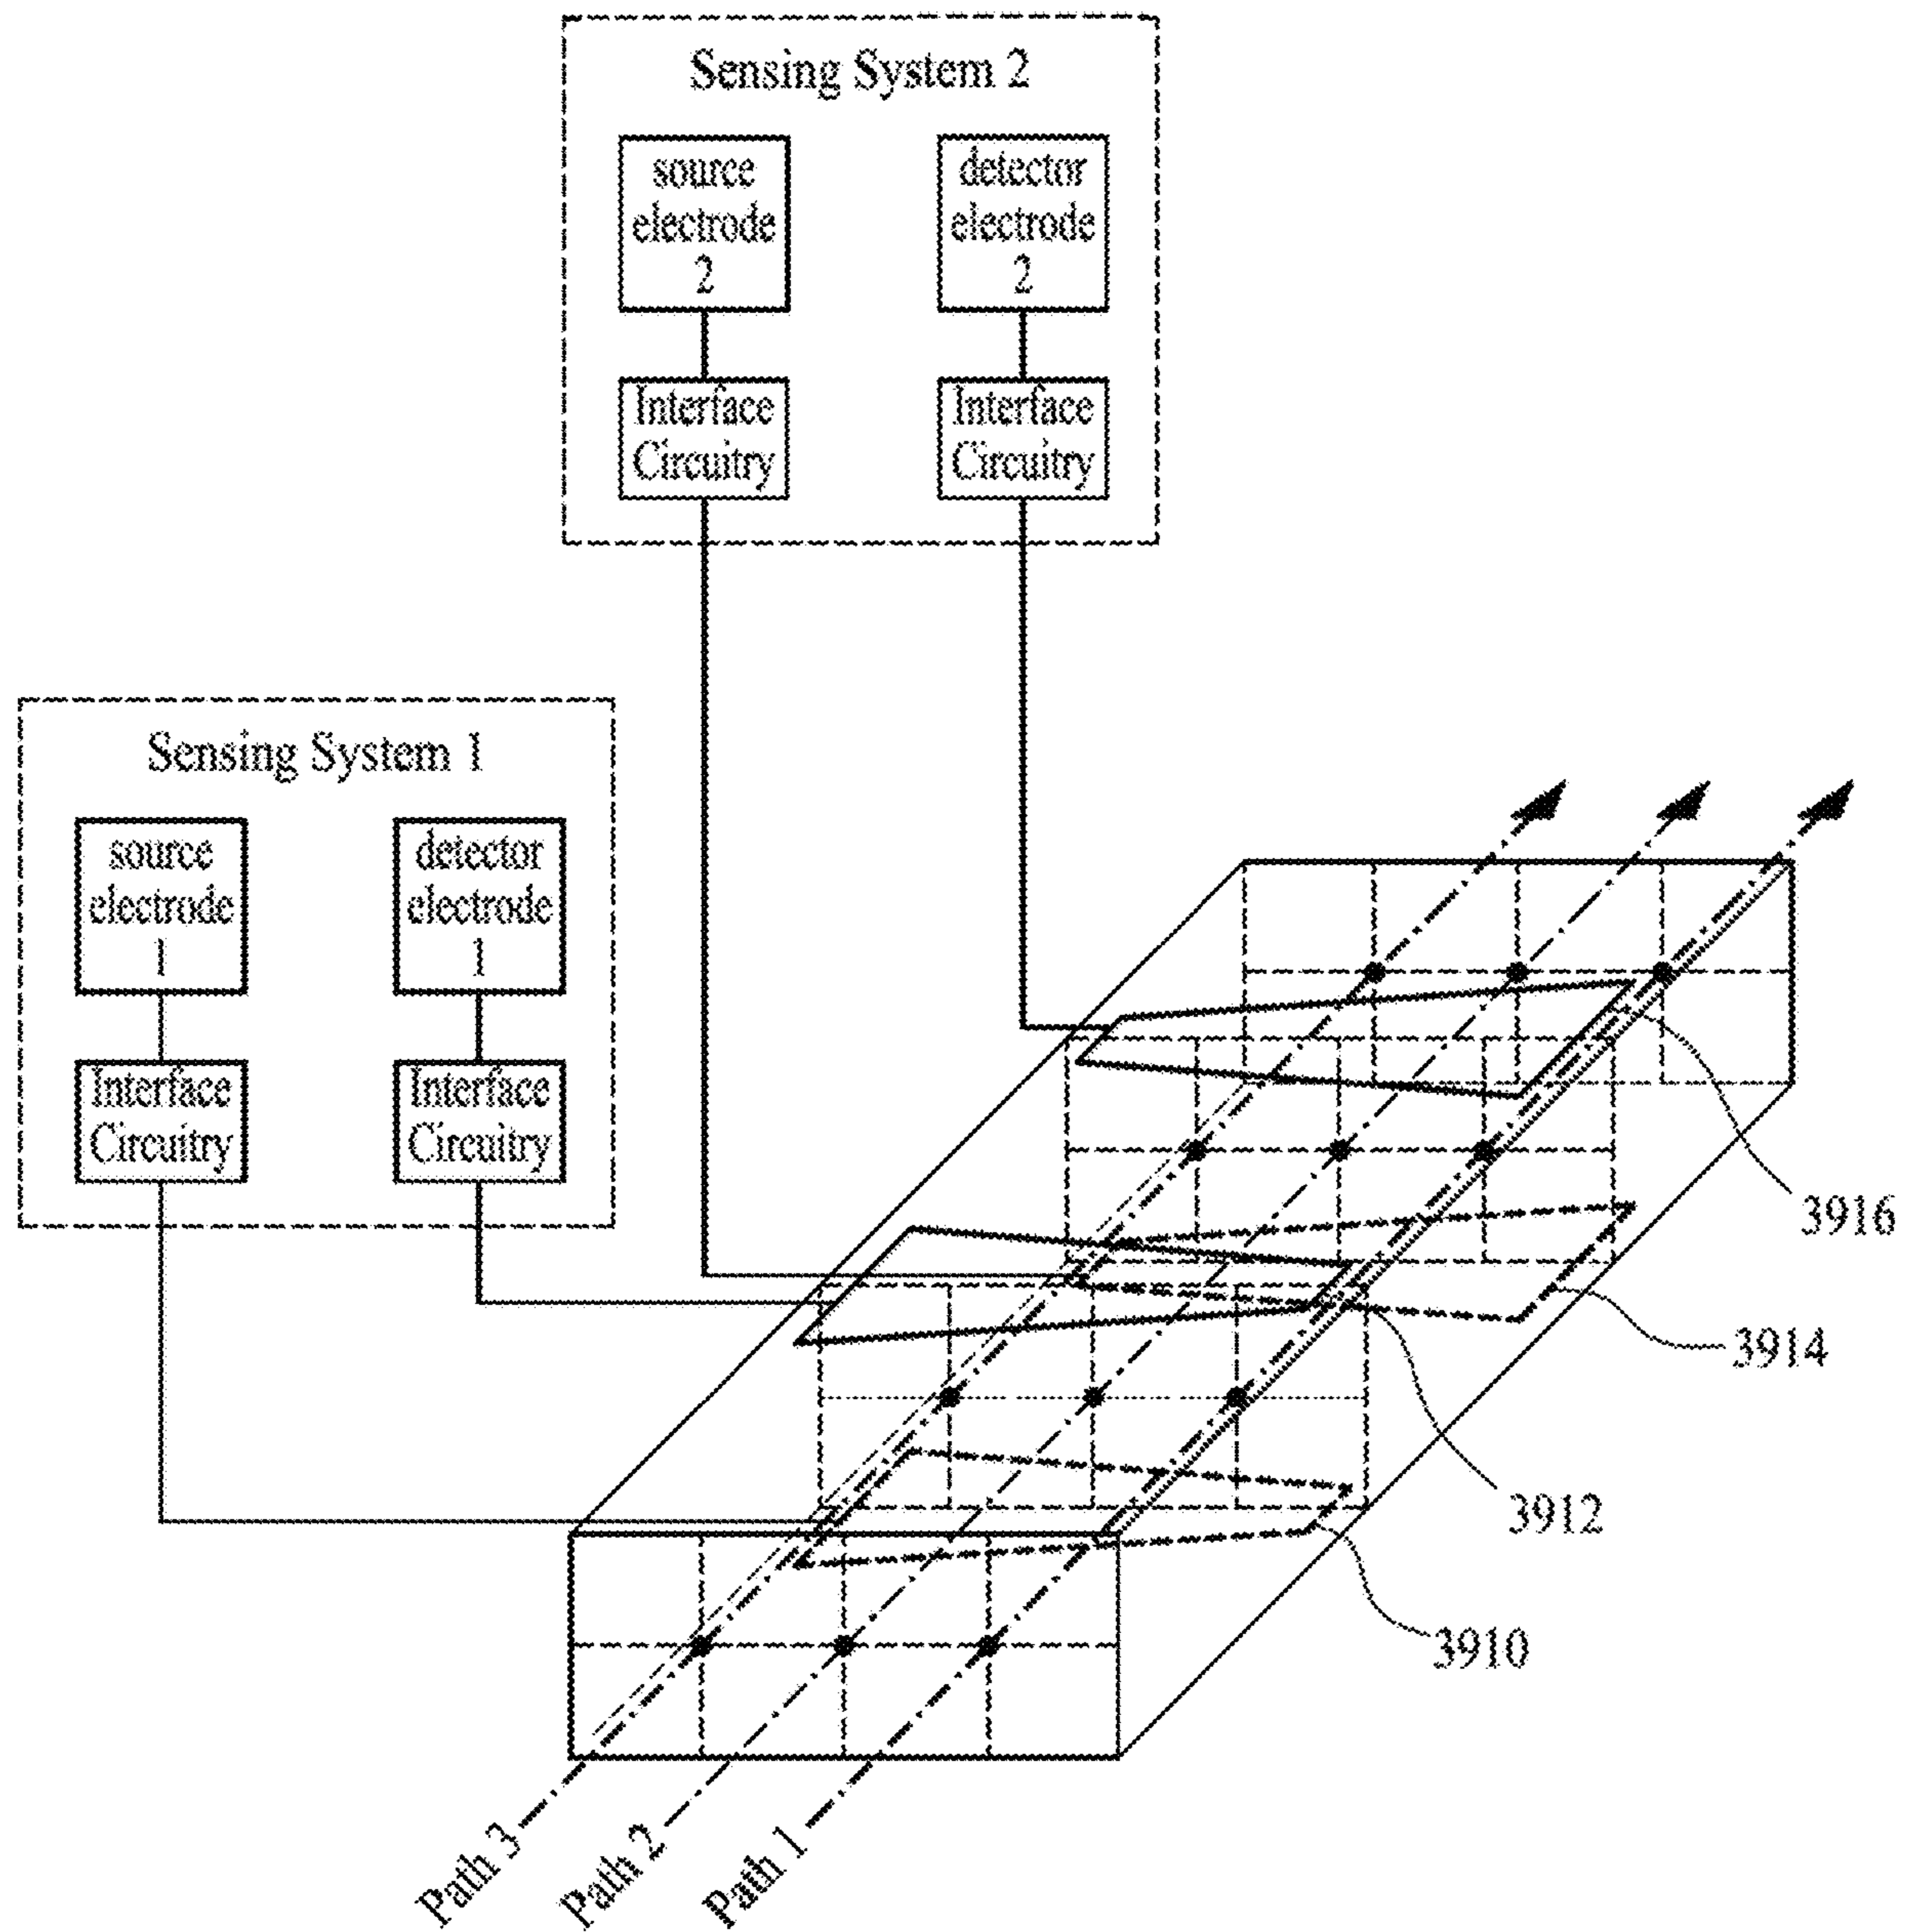 Sensing System 2
source
electrode
2
detector
electrode
2
Interface
Circuitry
Interface
Circuitry
Sensing System 1
source
electrode
1
detector
electrode
1
Interface
Circuitry
Interface
Circuitry
3916
3914
3912
3910
Path 3
Path 2
Path 1